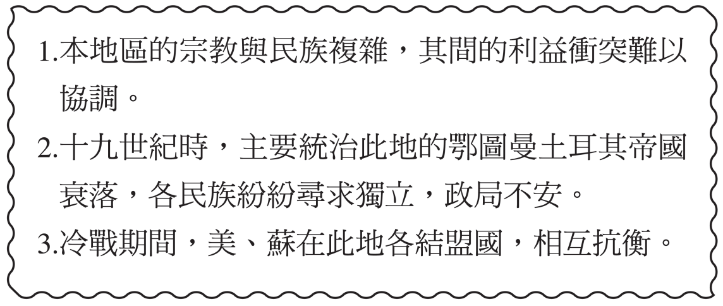 1.本地區的宗教與民族複雜，其間的利益衝突難以
協調。
2.十九世紀時，主要統治此地的鄂圖曼土耳其帝國
衰落，各民族紛紛尋求獨立，政局不安。
3.冷戰期間，美、蘇在此地各結盟國，相互抗衡。